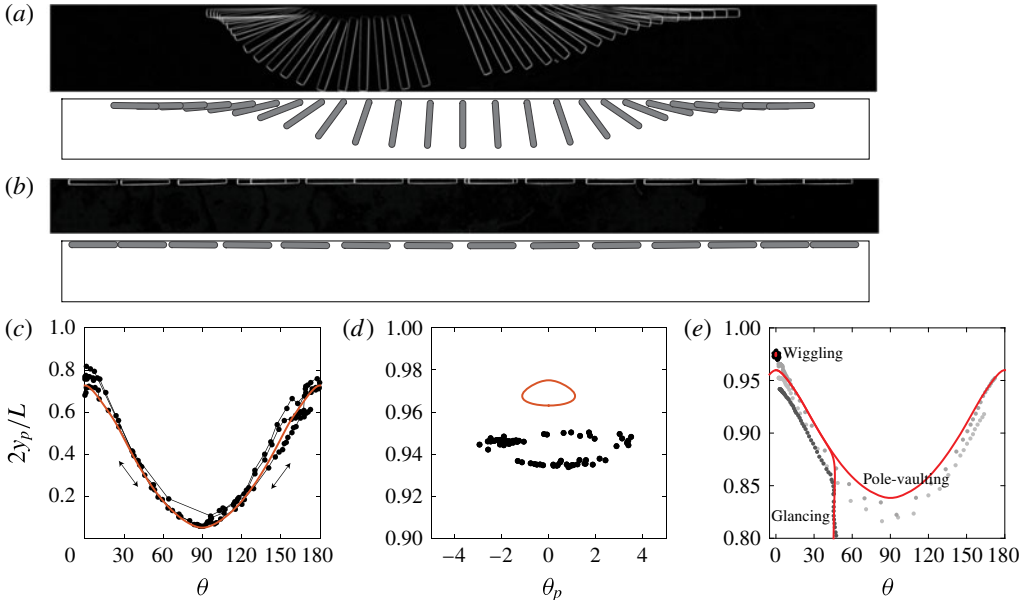 (a)
(b)
(c) (d) (e)
1.0 1.00 1.00
0.8 0.98 0.95
0.6 0.96 0.90
0.4 0.94 0.85
0.2 0.92 0.80
0.90
2y_p/L
Wiggling
Pole-vaulting
Glancing
0 30 60 90 120 150 180
−4 −2 0 2 4
0 30 60 90 120 150 180
θ θ_p θ